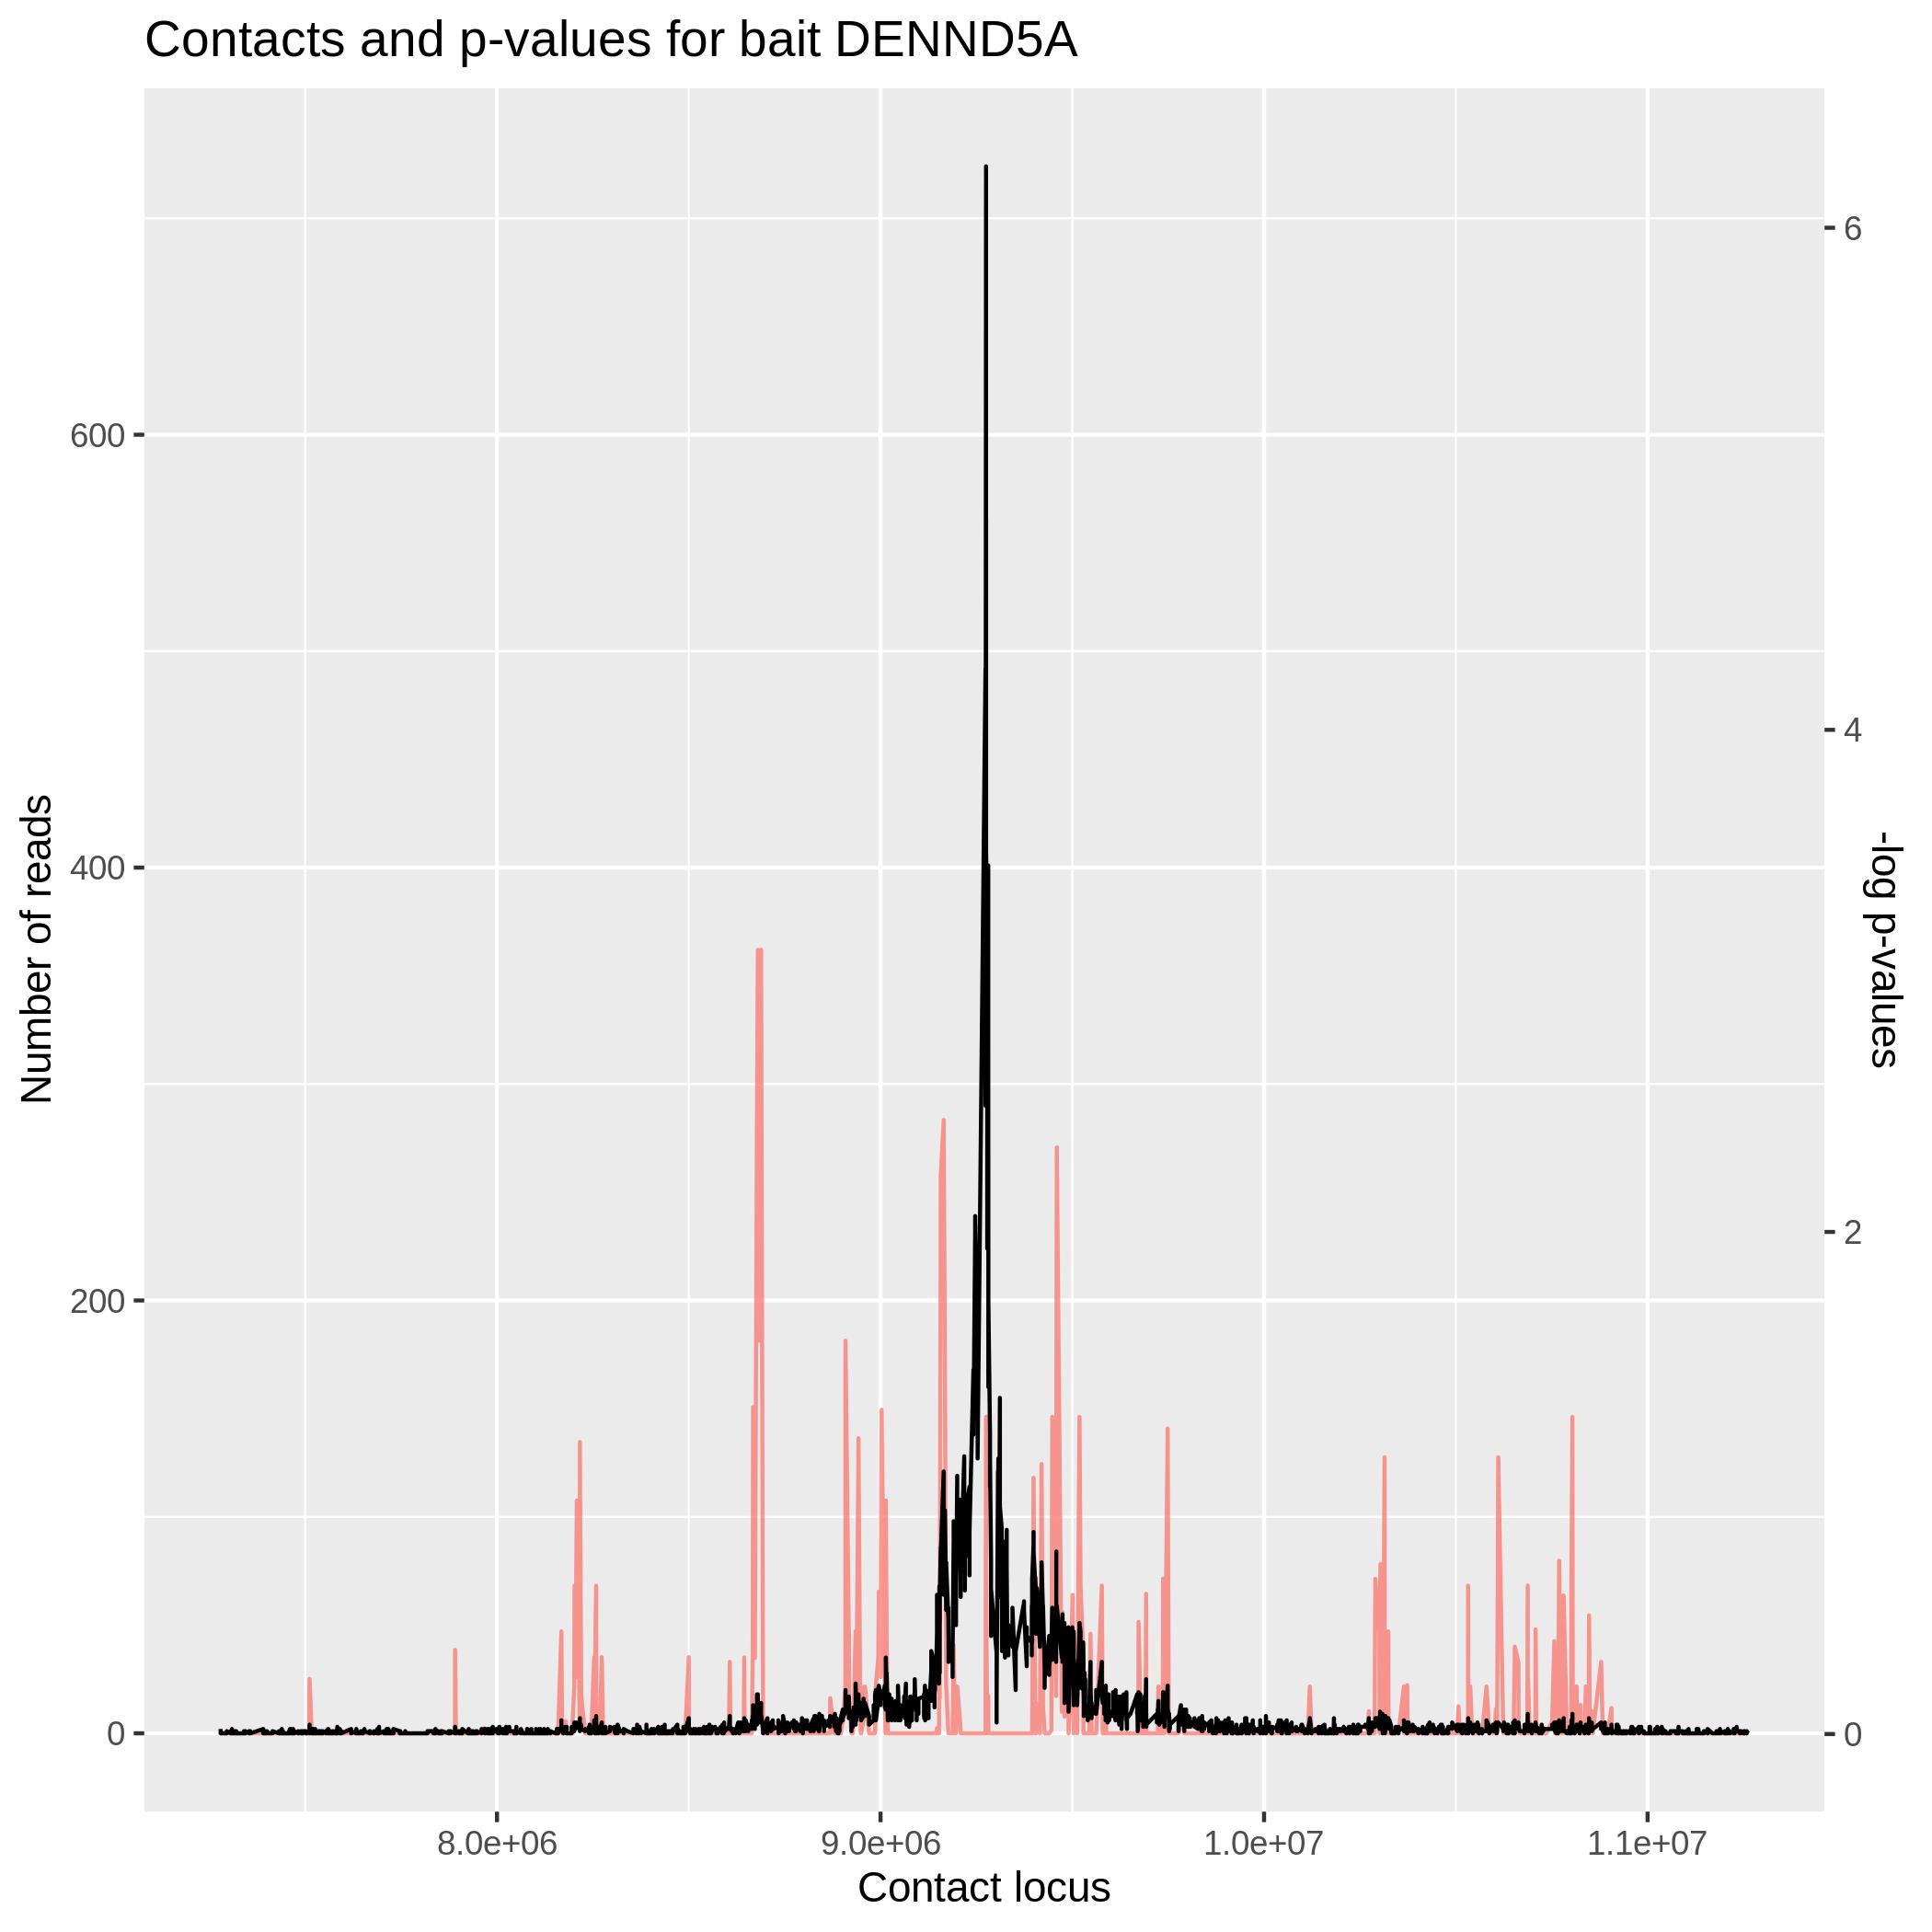 Contacts and p-values for bait DENND5A
Number of reads
600
400
200
0
6
4
2
0
-log p-values
8.0e+06
9.0e+06
1.0e+07
1.1e+07
Contact locus